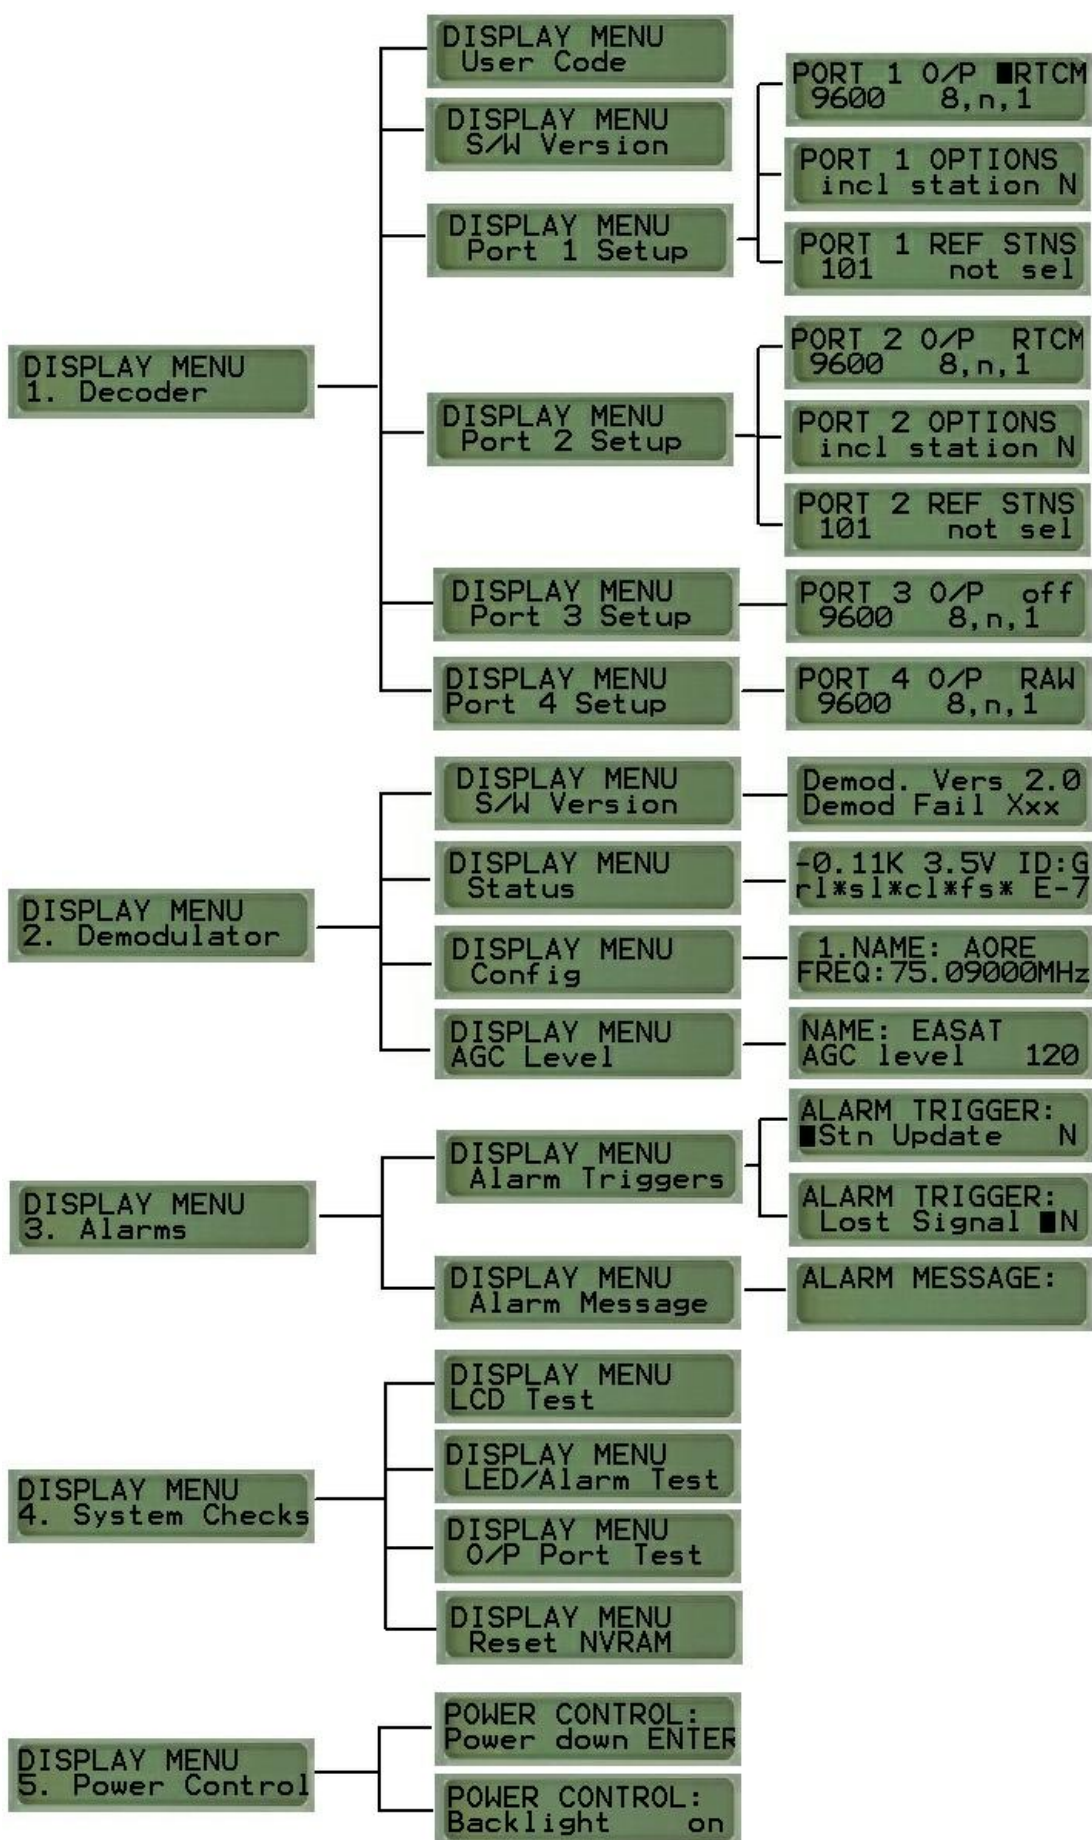 DISPLAY MENU
1. Decoder
DISPLAY MENU
User Code
DISPLAY MENU
S/W Version
DISPLAY MENU
Port 1 Setup
PORT 1 O/P RTCM
9600 8,n,1
PORT 1 OPTIONS
incl station N
PORT 1 REF STNS
101 not sel
DISPLAY MENU
Port 2 Setup
PORT 2 O/P RTCM
9600 8,n,1
PORT 2 OPTIONS
incl station N
PORT 2 REF STNS
101 not sel
DISPLAY MENU
Port 3 Setup
PORT 3 O/P off
9600 8,n,1
DISPLAY MENU
Port 4 Setup
PORT 4 O/P RAW
9600 8,n,1
DISPLAY MENU
2. Demodulator
DISPLAY MENU
S/W Version
Demod. Vers 2.0
Demod Fail Xxx
DISPLAY MENU
Status
-0.11K 3.5V ID:G
rl*sl*cl*fs* E-7
DISPLAY MENU
Config
1.NAME: AORE
FREQ:75.09000MHz
DISPLAY MENU
AGC Level
NAME: EASAT
AGC level 120
DISPLAY MENU
3. Alarms
DISPLAY MENU
Alarm Triggers
ALARM TRIGGER:
Stn Update N
ALARM TRIGGER:
Lost Signal N
DISPLAY MENU
Alarm Message
ALARM MESSAGE:
DISPLAY MENU
4. System Checks
DISPLAY MENU
LCD Test
DISPLAY MENU
LED/Alarm Test
DISPLAY MENU
O/P Port Test
DISPLAY MENU
Reset NVRAM
DISPLAY MENU
5. Power Control
POWER CONTROL:
Power down ENTER
POWER CONTROL:
Backlight on